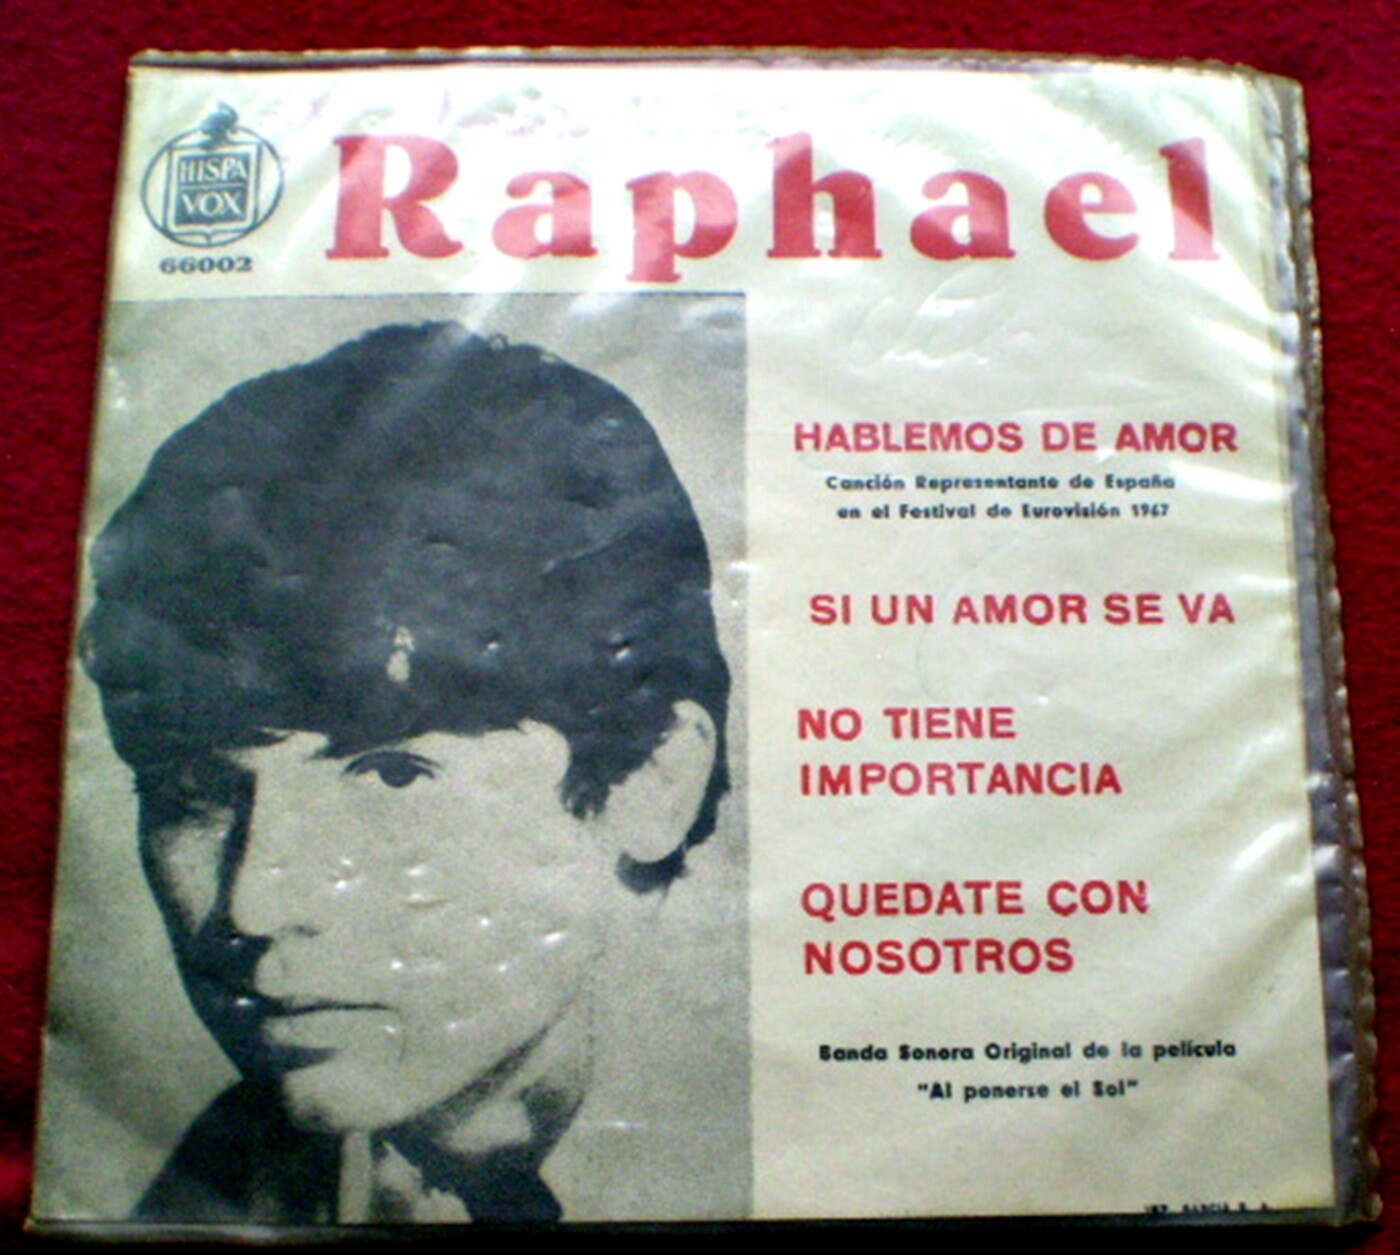 HISPA
VOX
66002
Raphael
HABLEMOS DE AMOR
Canción Representante de España
en el Festival de Eurovisión 1967
SI UN AMOR SE VA
NO TIENE
IMPORTANCIA
QUEDATE CON
NOSOTROS
Banda Sonora Original de la película
"Al ponerse el Sol"